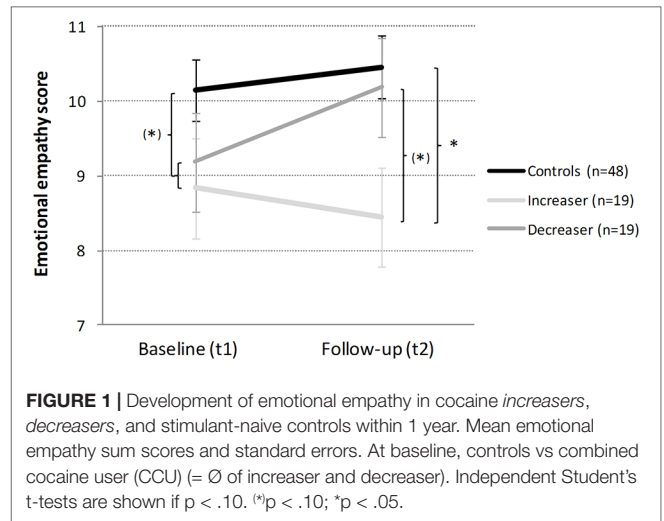 11
10
9
8
7
Emotional empathy score
(*)
(*)
*
Baseline (t1)
Follow-up (t2)
Controls (n=48)
Increaser (n=19)
Decreaser (n=19)
FIGURE 1 | Development of emotional empathy in cocaine increasers,
decreasers, and stimulant-naive controls within 1 year. Mean emotional
empathy sum scores and standard errors. At baseline, controls vs combined
cocaine user (CCU) (= Ø of increaser and decreaser). Independent Student’s
t-tests are shown if p < .10. (*)p < .10; *p < .05.